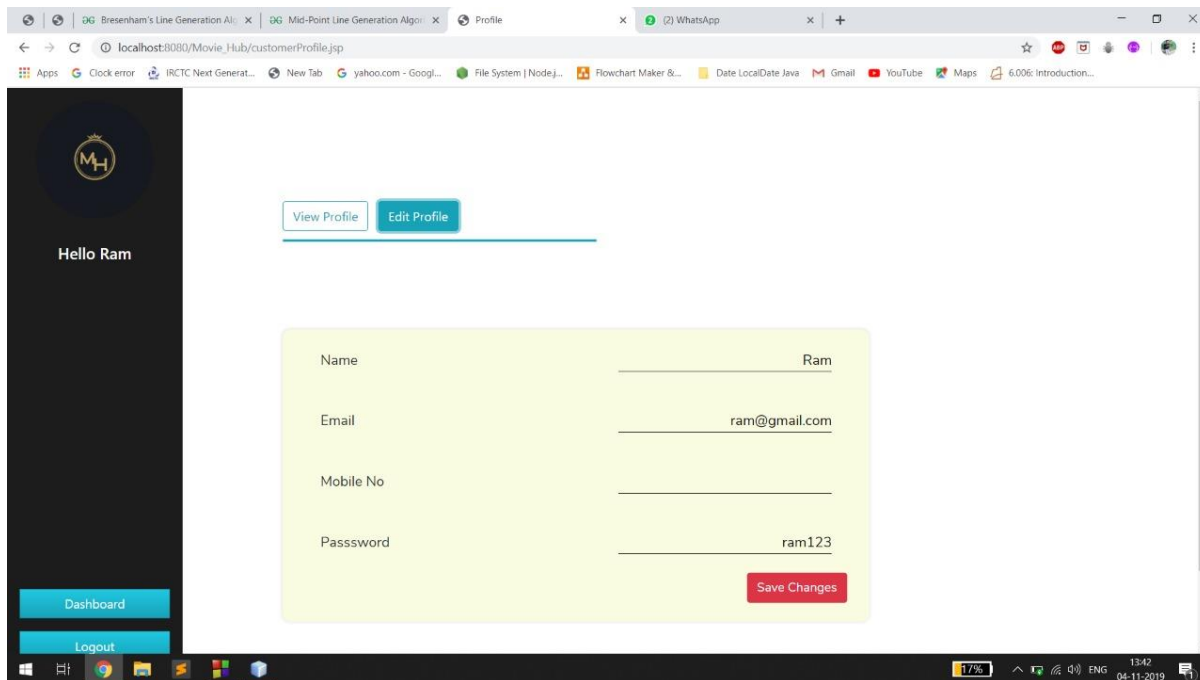 Bresenham's Line Generation Alg
Mid-Point Line Generation Algor
Profile
(2) WhatsApp
localhost:8080/Movie_Hub/customerProfile.jsp
ABP
Apps
Clock error
IRCTC Next Generat...
New Tab
yahoo.com - Googl...
File System | Node.j...
Flowchart Maker &...
Date LocalDate Java
Gmail
YouTube
Maps
6.006: Introduction...
MH
Hello Ram
View Profile
Edit Profile
Name
Ram
Email
ram@gmail.com
Mobile No
Passsword
ram123
Save Changes
Dashboard
Logout
17%
ENG
13:42
04-11-2019